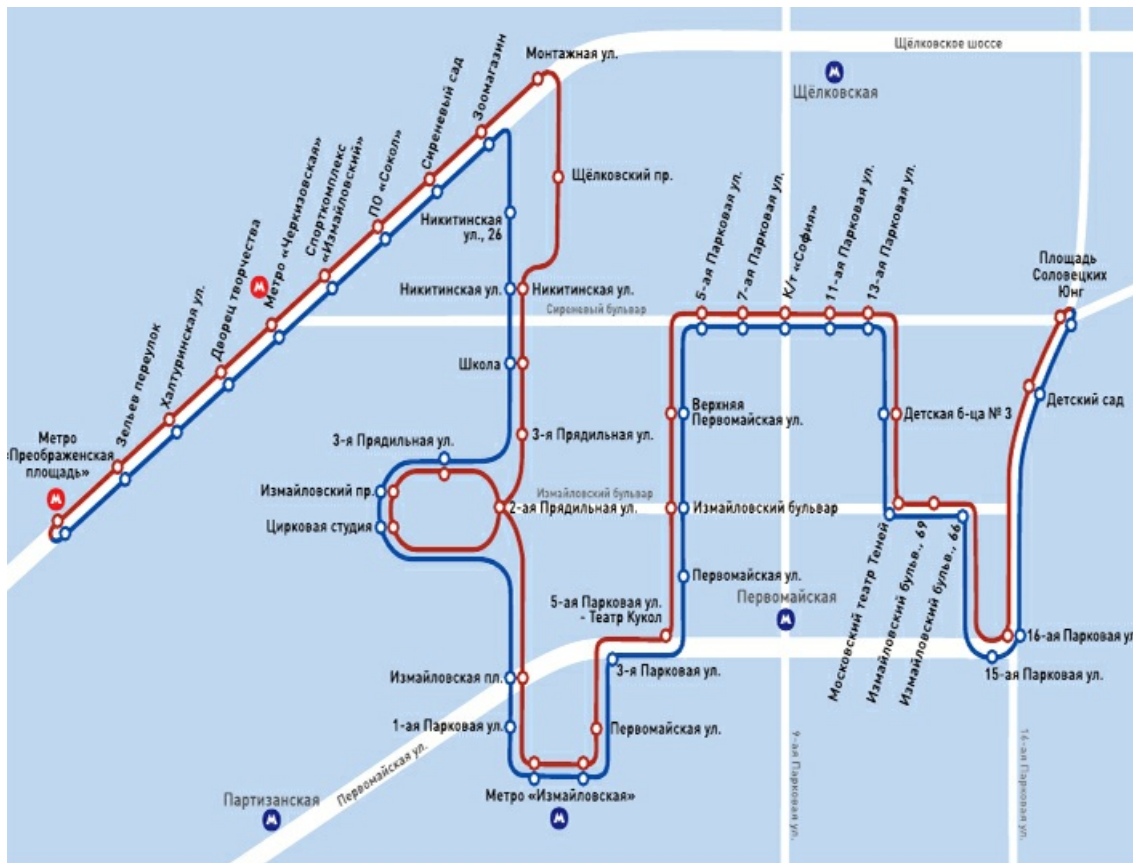 Щёлковское шоссе
Щёлковская
Монтажная ул.
Зоомагазин
Сиреневый сад
ПО «Сокол»
Спорткомплекс
«Измайловский»
Метро «Черкизовская»
Дворец творчества
Халтуринская ул.
Зельев переулок
Метро
«Преображенская
площадь»
Щёлковский пр.
Никитинская
ул., 26
Никитинская ул.
Никитинская ул.
Сиреневый бульвар
Школа
3-я Прядильная ул.
3-я Прядильная ул.
Измайловский пр.
Цирковая студия
2-ая Прядильная ул.
Измайловский бульвар
5-ая Парковая ул.
7-ая Парковая ул.
К/т «София»
11-ая Парковая ул.
13-ая Парковая ул.
Площадь
Соловецких
Юнг
Детский сад
Верхняя
Первомайская ул.
Детская б-ца № 3
Измайловский бульвар
Первомайская ул.
5-ая Парковая ул.
- Театр Кукол
Первомайская
3-я Парковая ул.
Московский театр Теней
Измайловский бульв., 69
Измайловский бульв., 66
16-ая Парковая ул
15-ая Парковая ул.
Измайловская пл.
1-ая Парковая ул.
Первомайская ул.
Метро «Измайловская»
Партизанская
Первомайская ул.
9-ая Парковая ул.
16-ая Парковая ул.